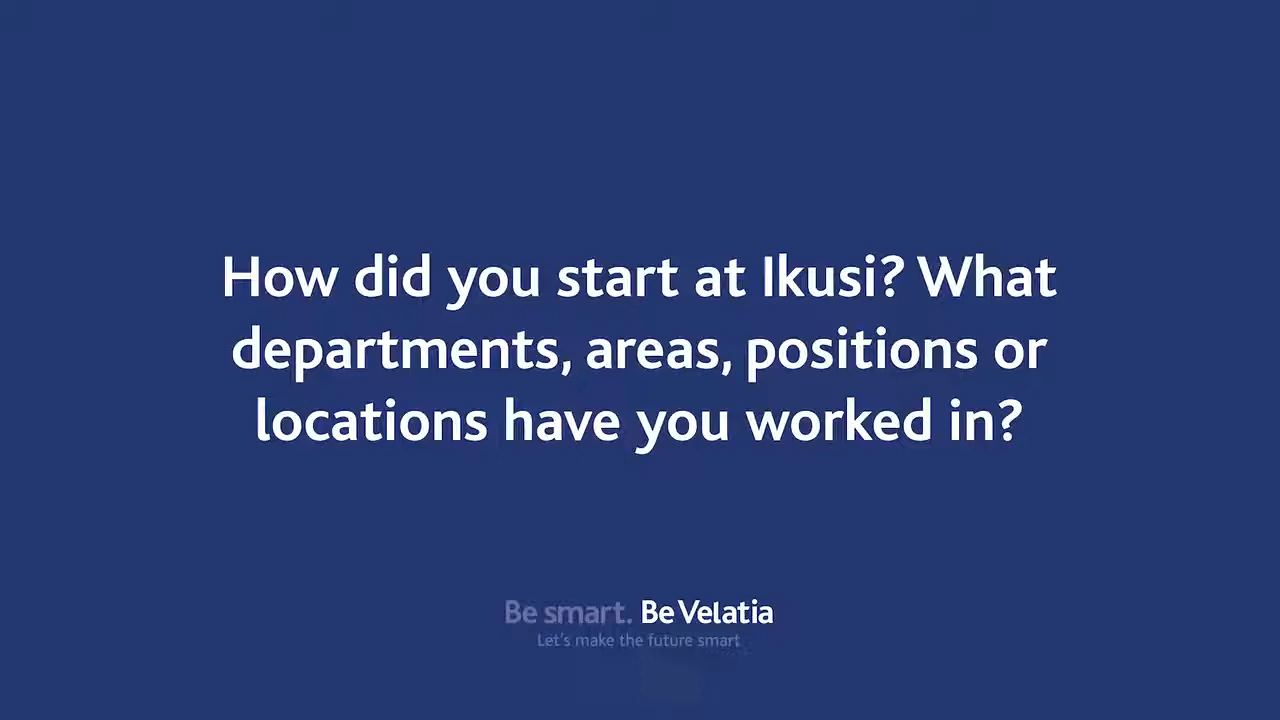 How did you start at Ikusi? What
departments, areas, positions or
locations have you worked in?
Be smart. Be Velatia
Let's make the future smart